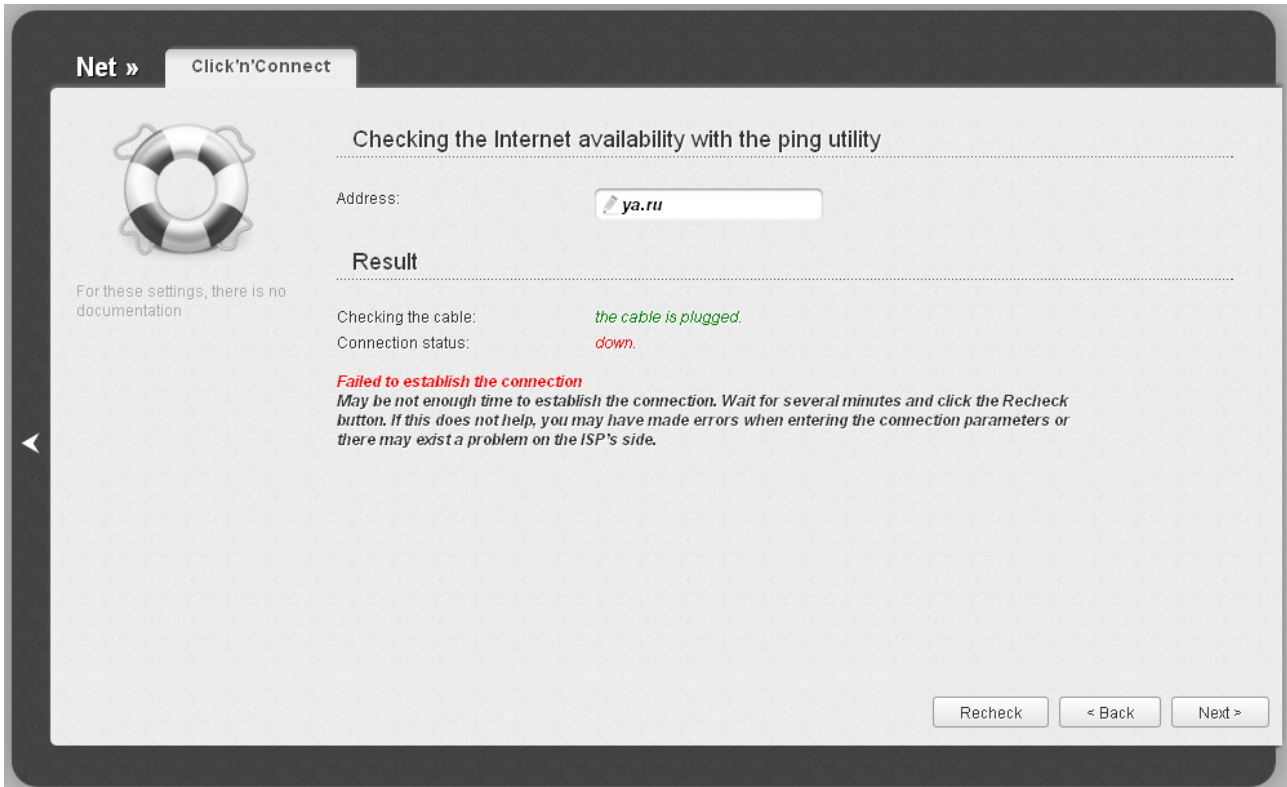 Net »
Click'n'Connect
Checking the Internet availability with the ping utility
Address:
ya.ru
Result
For these settings, there is no
documentation
Checking the cable:
the cable is plugged.
Connection status:
down.
Failed to establish the connection
May be not enough time to establish the connection. Wait for several minutes and click the Recheck
button. If this does not help, you may have made errors when entering the connection parameters or
there may exist a problem on the ISP's side.
Recheck
< Back
Next >